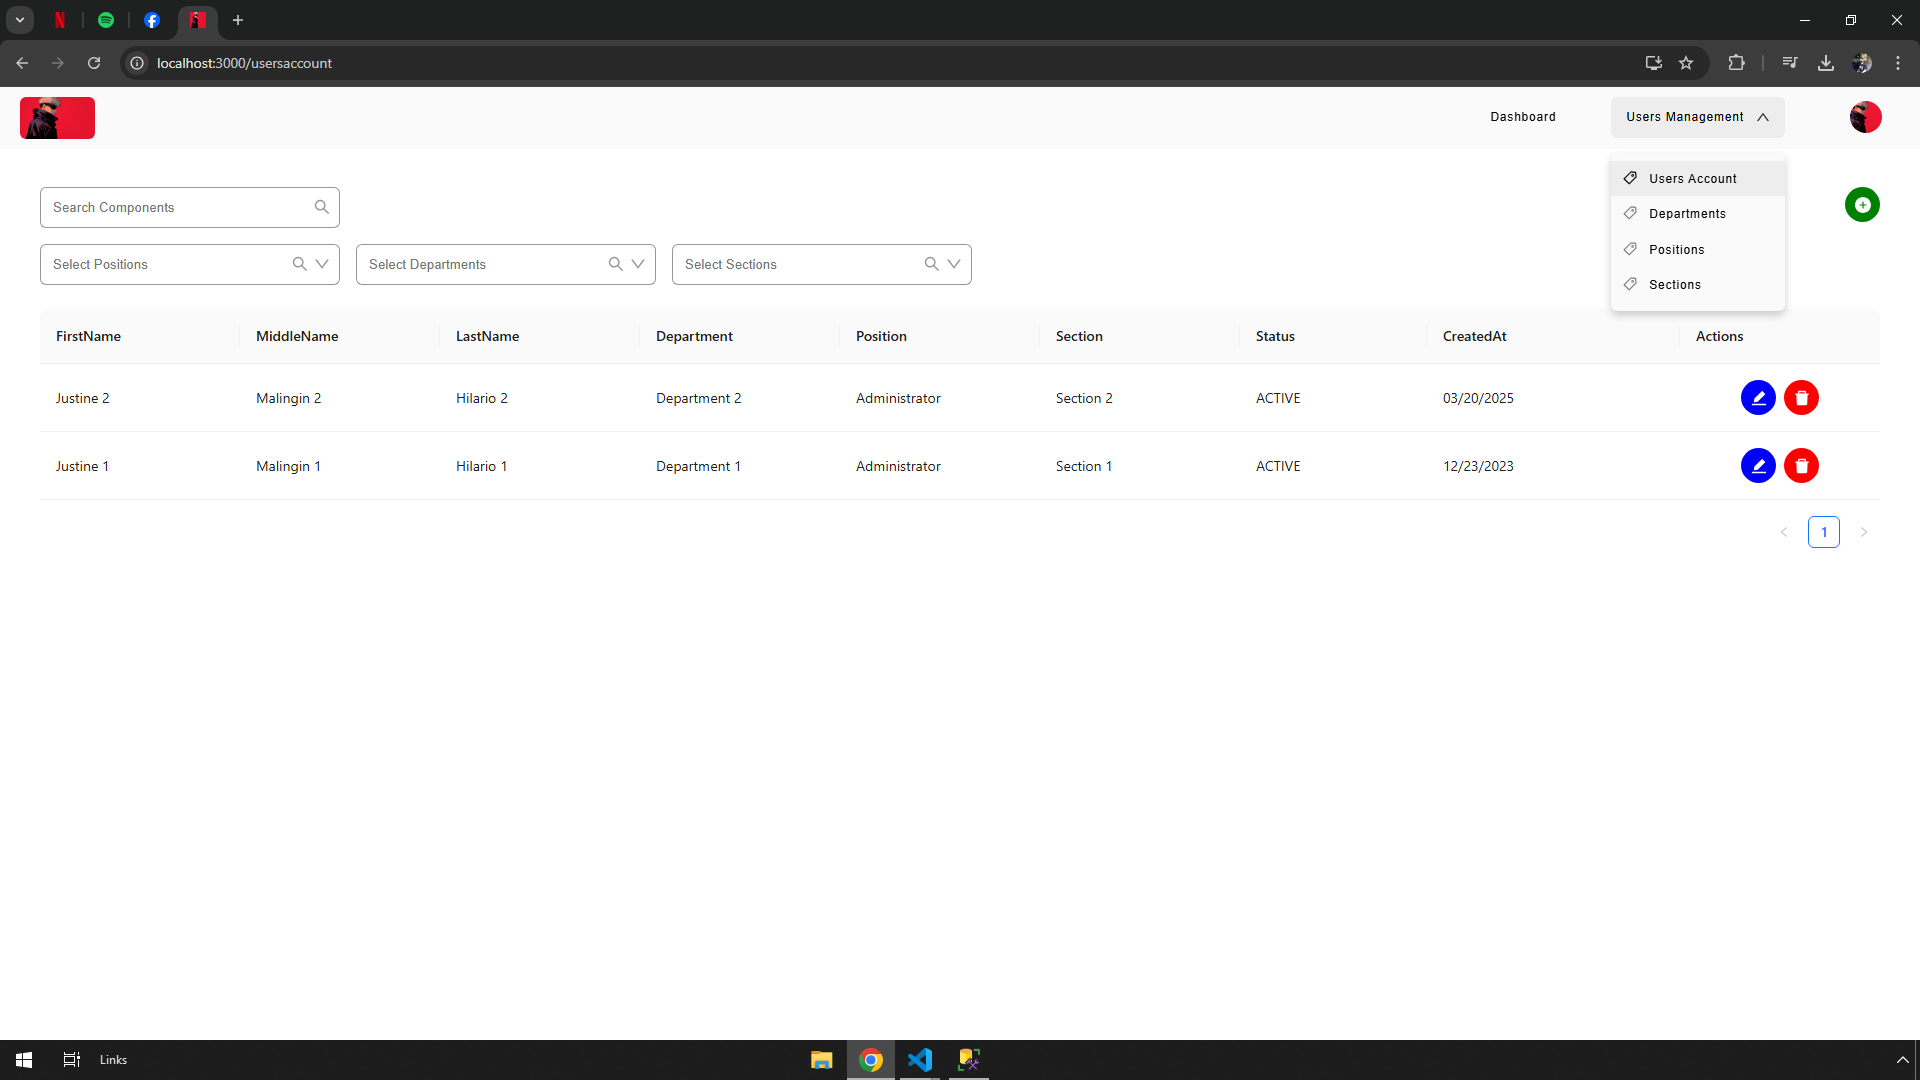 localhost:3000/usersaccount
Dashboard
Users Management
Users Account
Departments
Positions
Sections
Search Components
Select Positions
Select Departments
Select Sections
FirstName MiddleName LastName Department Position Section Status CreatedAt Actions
Justine 2 Malingin 2 Hilario 2 Department 2 Administrator Section 2 ACTIVE 03/20/2025
Justine 1 Malingin 1 Hilario 1 Department 1 Administrator Section 1 ACTIVE 12/23/2023
1
Links